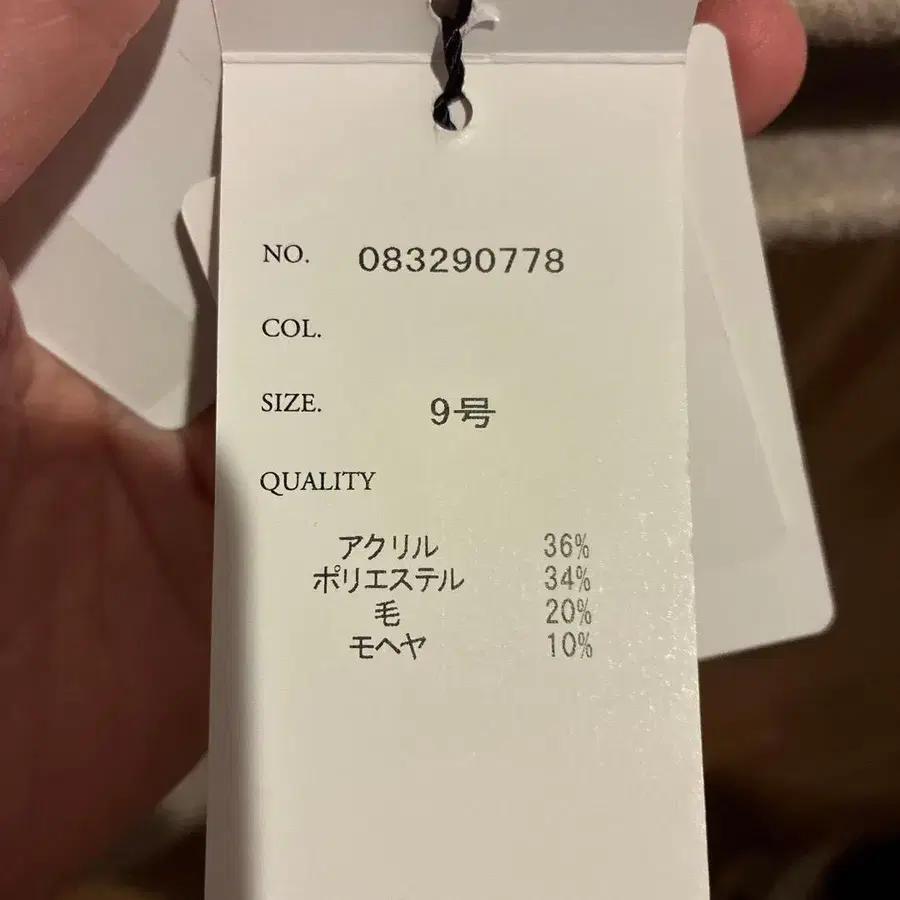 NO. 083290778
COL.
SIZE. 9号
QUALITY
アクリル 36%
ポリエステル 34%
毛 20%
モヘヤ 10%